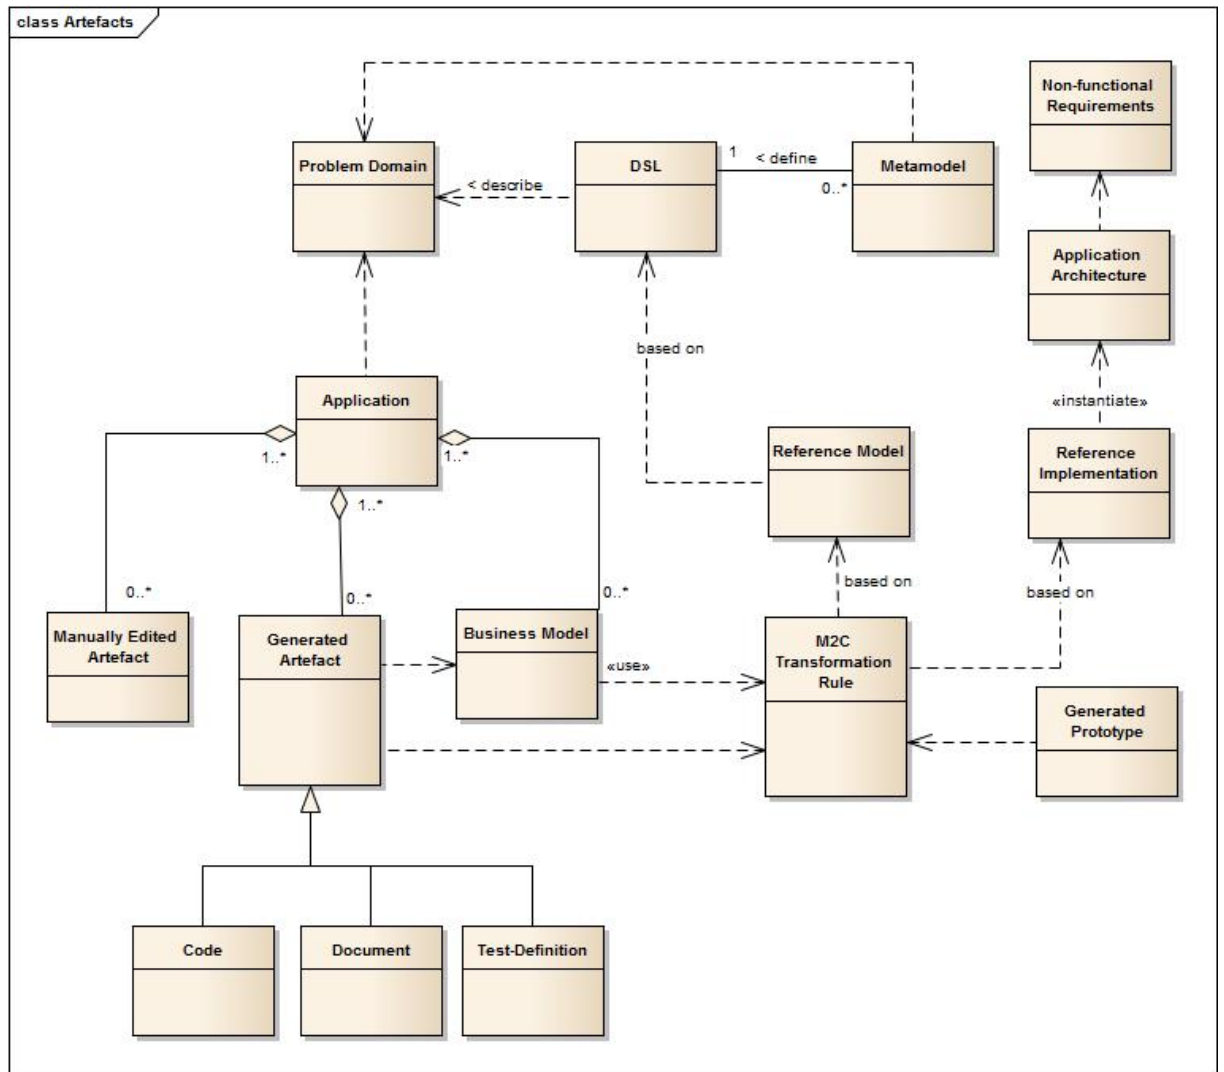 class Artefacts
Non-functional
Requirements
Problem Domain
< describe
DSL
1
< define
0..*
Metamodel
Application
Architecture
based on
«instantiate»
Application
1..*
1..*
1..*
Reference Model
Reference
Implementation
based on
based on
0..*
0..*
0..*
Manually Edited
Artefact
Generated
Artefact
Business Model
«use»
M2C
Transformation
Rule
Generated
Prototype
Code
Document
Test-Definition